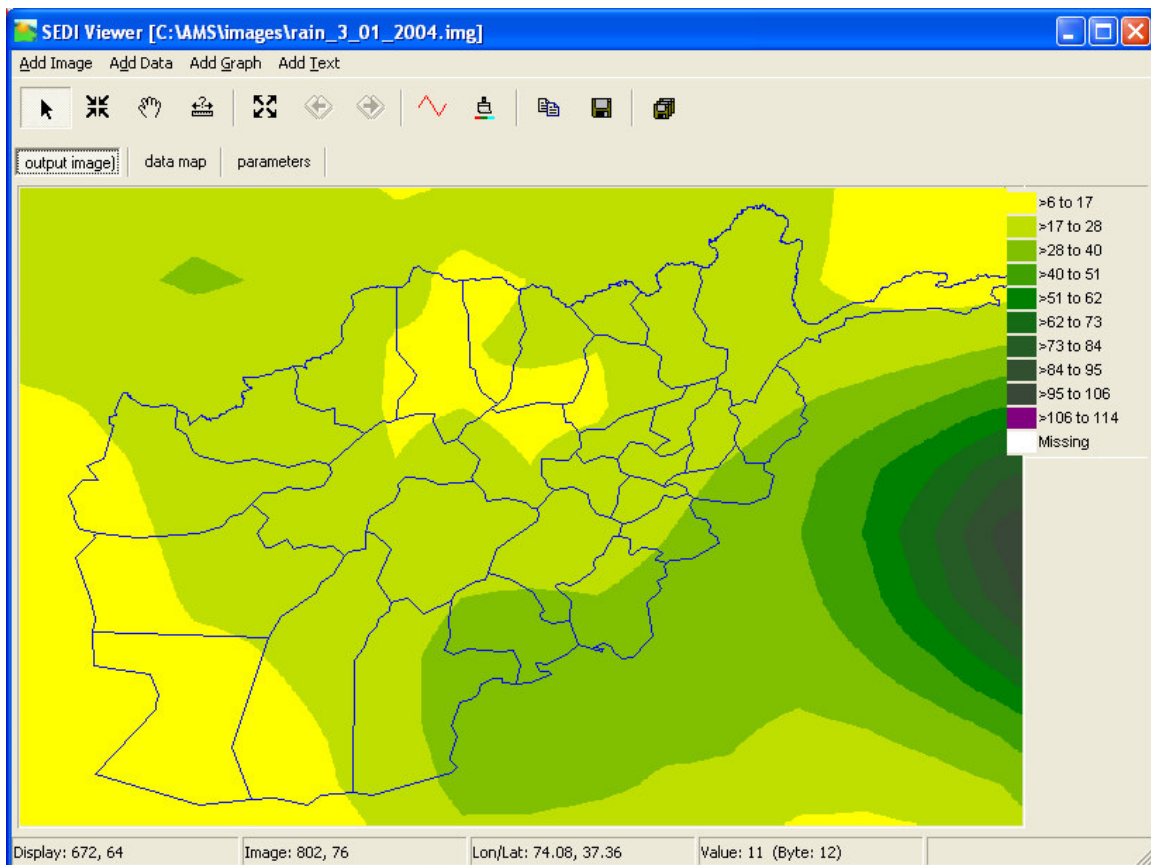 SEDI Viewer [C:\AMS\images\rain_3_01_2004.img]
Add Image Add Data Add Graph Add Text
output image) data map parameters
>6 to 17
>17 to 28
>28 to 40
>40 to 51
>51 to 62
>62 to 73
>73 to 84
>84 to 95
>95 to 106
>106 to 114
Missing
Display: 672, 64 Image: 802, 76 Lon/Lat: 74.08, 37.36 Value: 11 (Byte: 12)